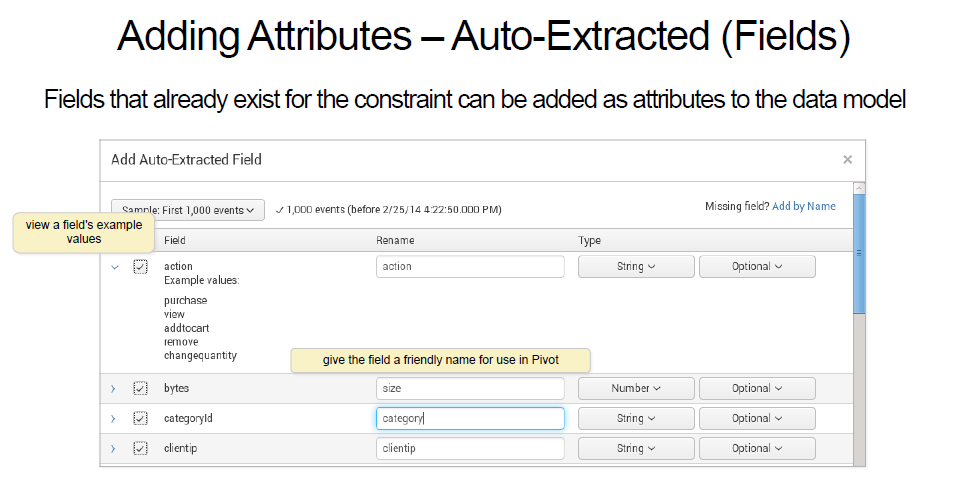 Adding Attributes – Auto-Extracted (Fields)
Fields that already exist for the constraint can be added as attributes to the data model
Add Auto-Extracted Field ×
Sample: First 1,000 events ✓ 1,000 events (before 2/25/14 4:22:50.000 PM) Missing field? Add by Name
view a field's example
values
Field Rename Type
action action String Optional
Example values:
purchase
view
addtocart
remove
changequantity
give the field a friendly name for use in Pivot
bytes size Number Optional
categoryId category String Optional
clientip clientip String Optional